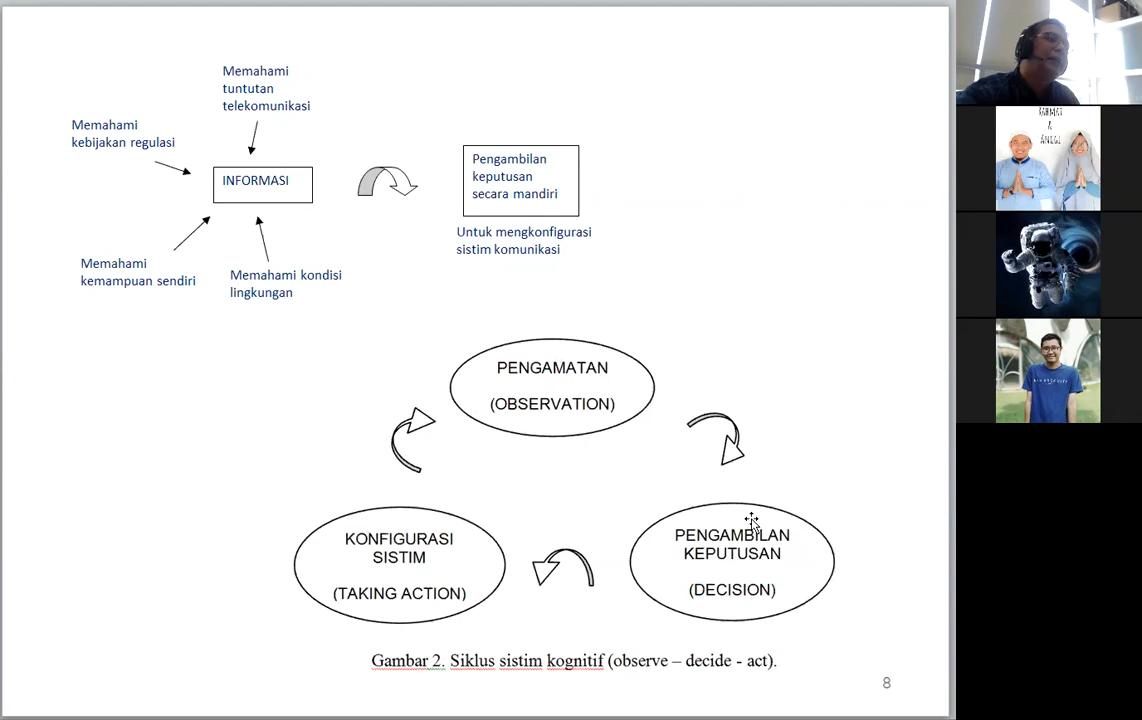 Memahami
tuntutan
telekomunikasi
Memahami
kebijakan regulasi
INFORMASI
Pengambilan
keputusan
secara mandiri
Untuk mengkonfigurasi
sistim komunikasi
Memahami
kemampuan sendiri
Memahami kondisi
lingkungan
PENGAMATAN
(OBSERVATION)
KONFIGURASI
SISTIM
(TAKING ACTION)
PENGAMBILAN
KEPUTUSAN
(DECISION)
Gambar 2. Siklus sistim kognitif (observe – decide - act).
8
RAHMAT
&
ANGGI